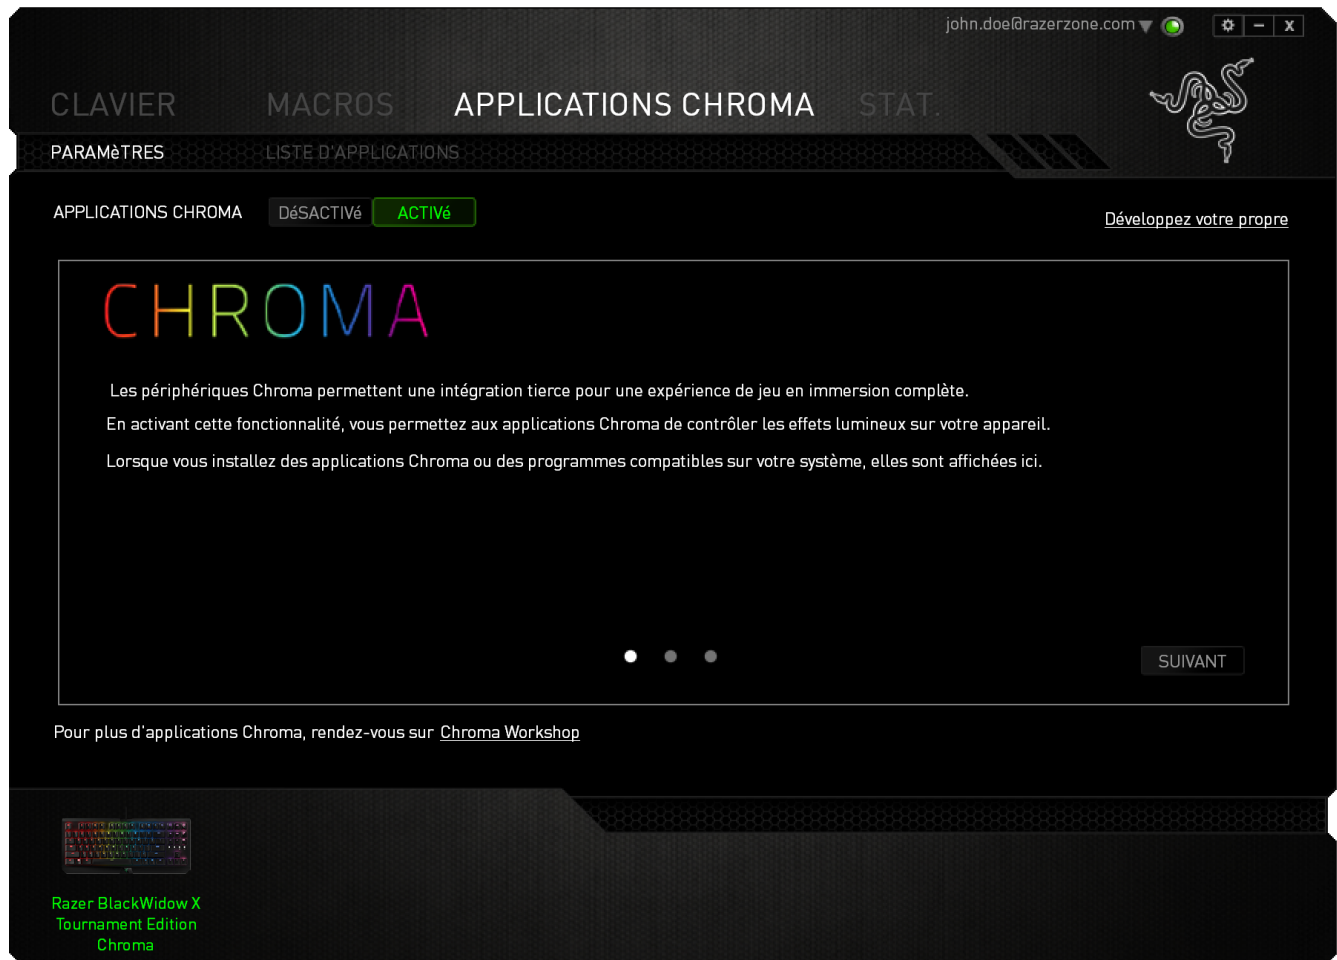 john.doe@razerzone.com
CLAVIER MACROS APPLICATIONS CHROMA STAT.
PARAMèTRES LISTE D'APPLICATIONS
APPLICATIONS CHROMA DéSACTIVé ACTIVé
Développez votre propre
CHROMA
Les périphériques Chroma permettent une intégration tierce pour une expérience de jeu en immersion complète.
En activant cette fonctionnalité, vous permettez aux applications Chroma de contrôler les effets lumineux sur votre appareil.
Lorsque vous installez des applications Chroma ou des programmes compatibles sur votre système, elles sont affichées ici.
SUIVANT
Pour plus d'applications Chroma, rendez-vous sur Chroma Workshop
Razer BlackWidow X
Tournament Edition
Chroma